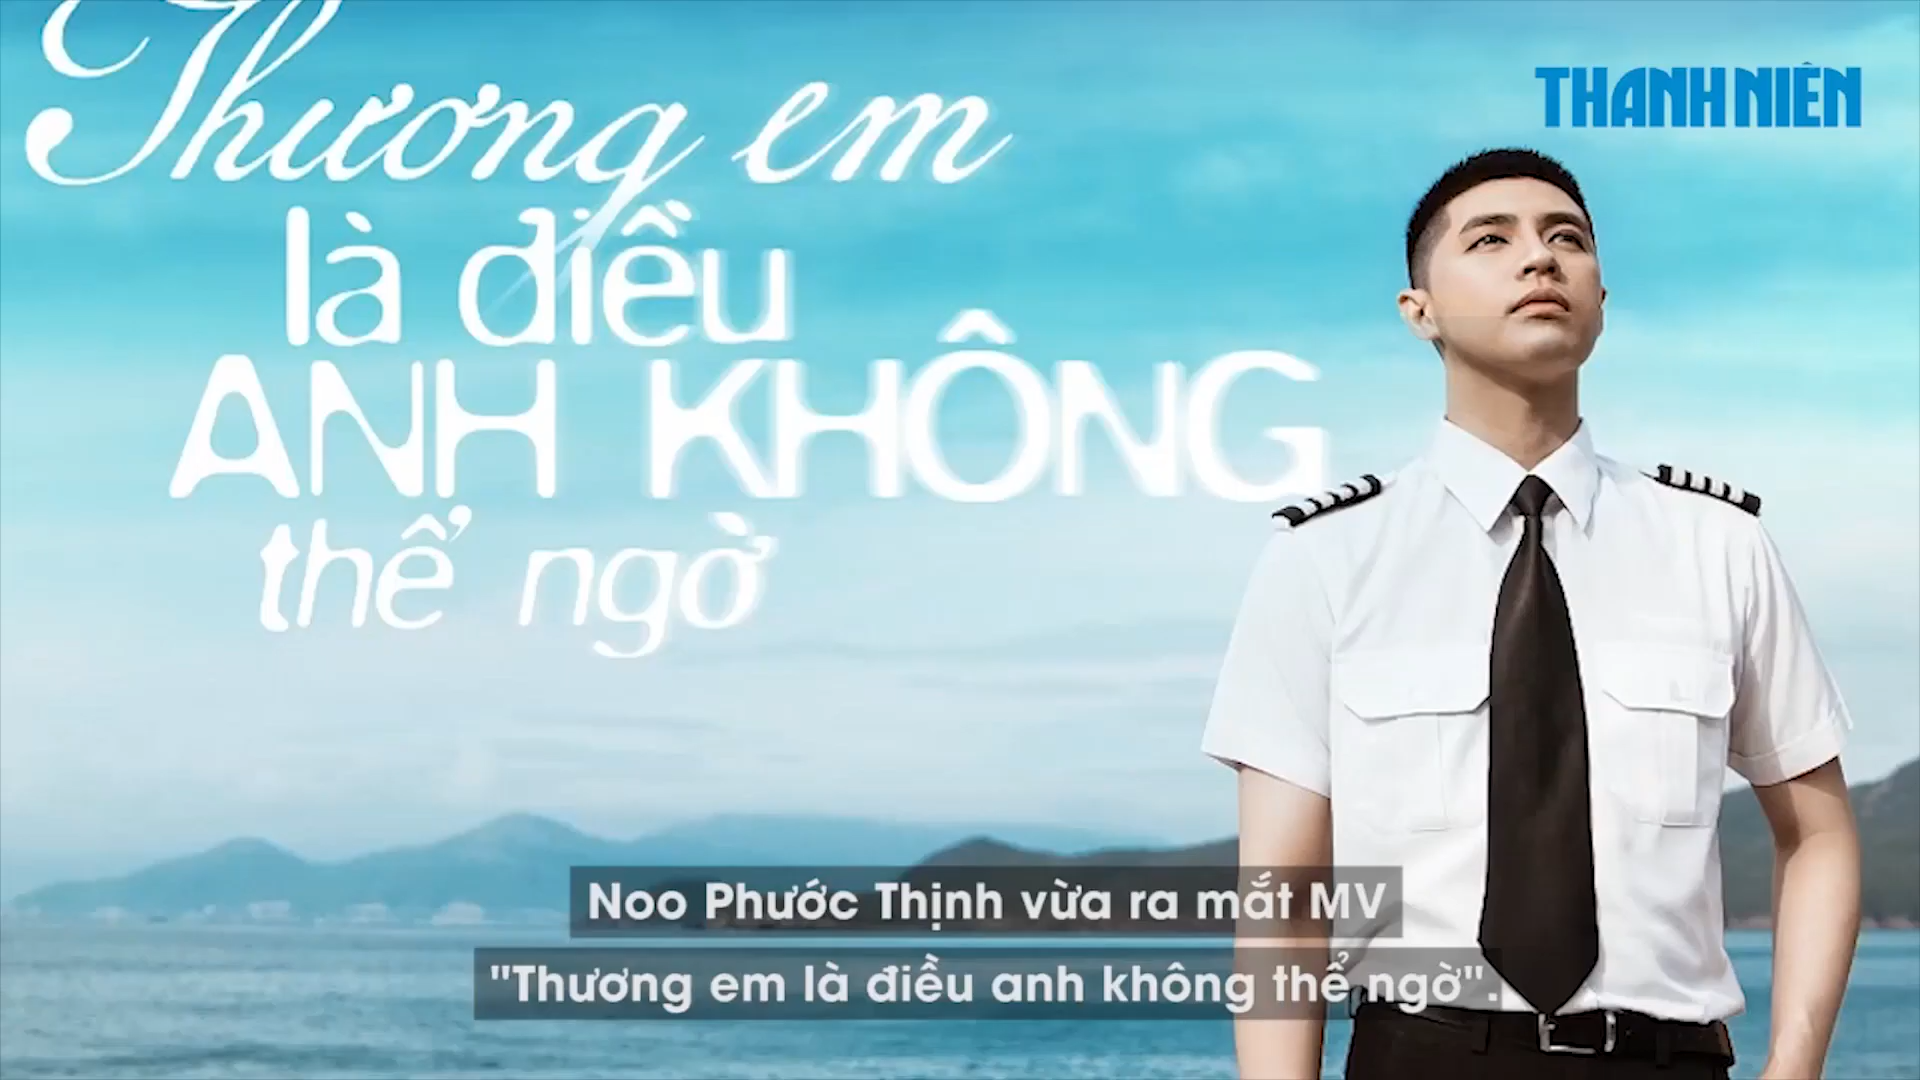 Thương em
là điều
ANH KHÔNG
thể ngờ
THANH NIÊN
Noo Phước Thịnh vừa ra mắt MV
"Thương em là điều anh không thể ngờ".